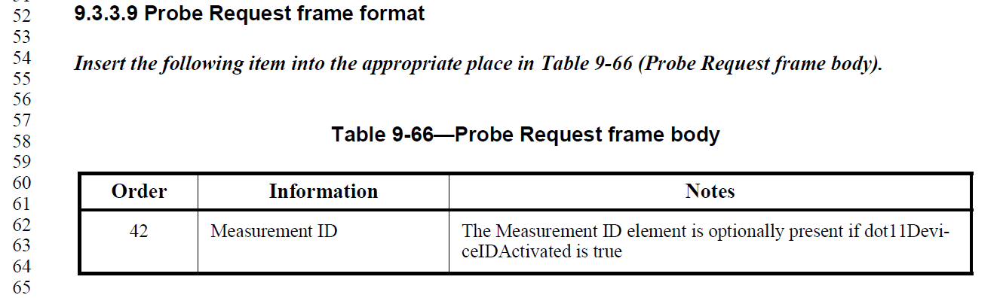 52 9.3.3.9 Probe Request frame format
53
54 Insert the following item into the appropriate place in Table 9-66 (Probe Request frame body).
55
56
57
58 Table 9-66—Probe Request frame body
59
60 Order Information Notes
61
62 42 Measurement ID The Measurement ID element is optionally present if dot11Devi-
63 ceIDActivated is true
64
65